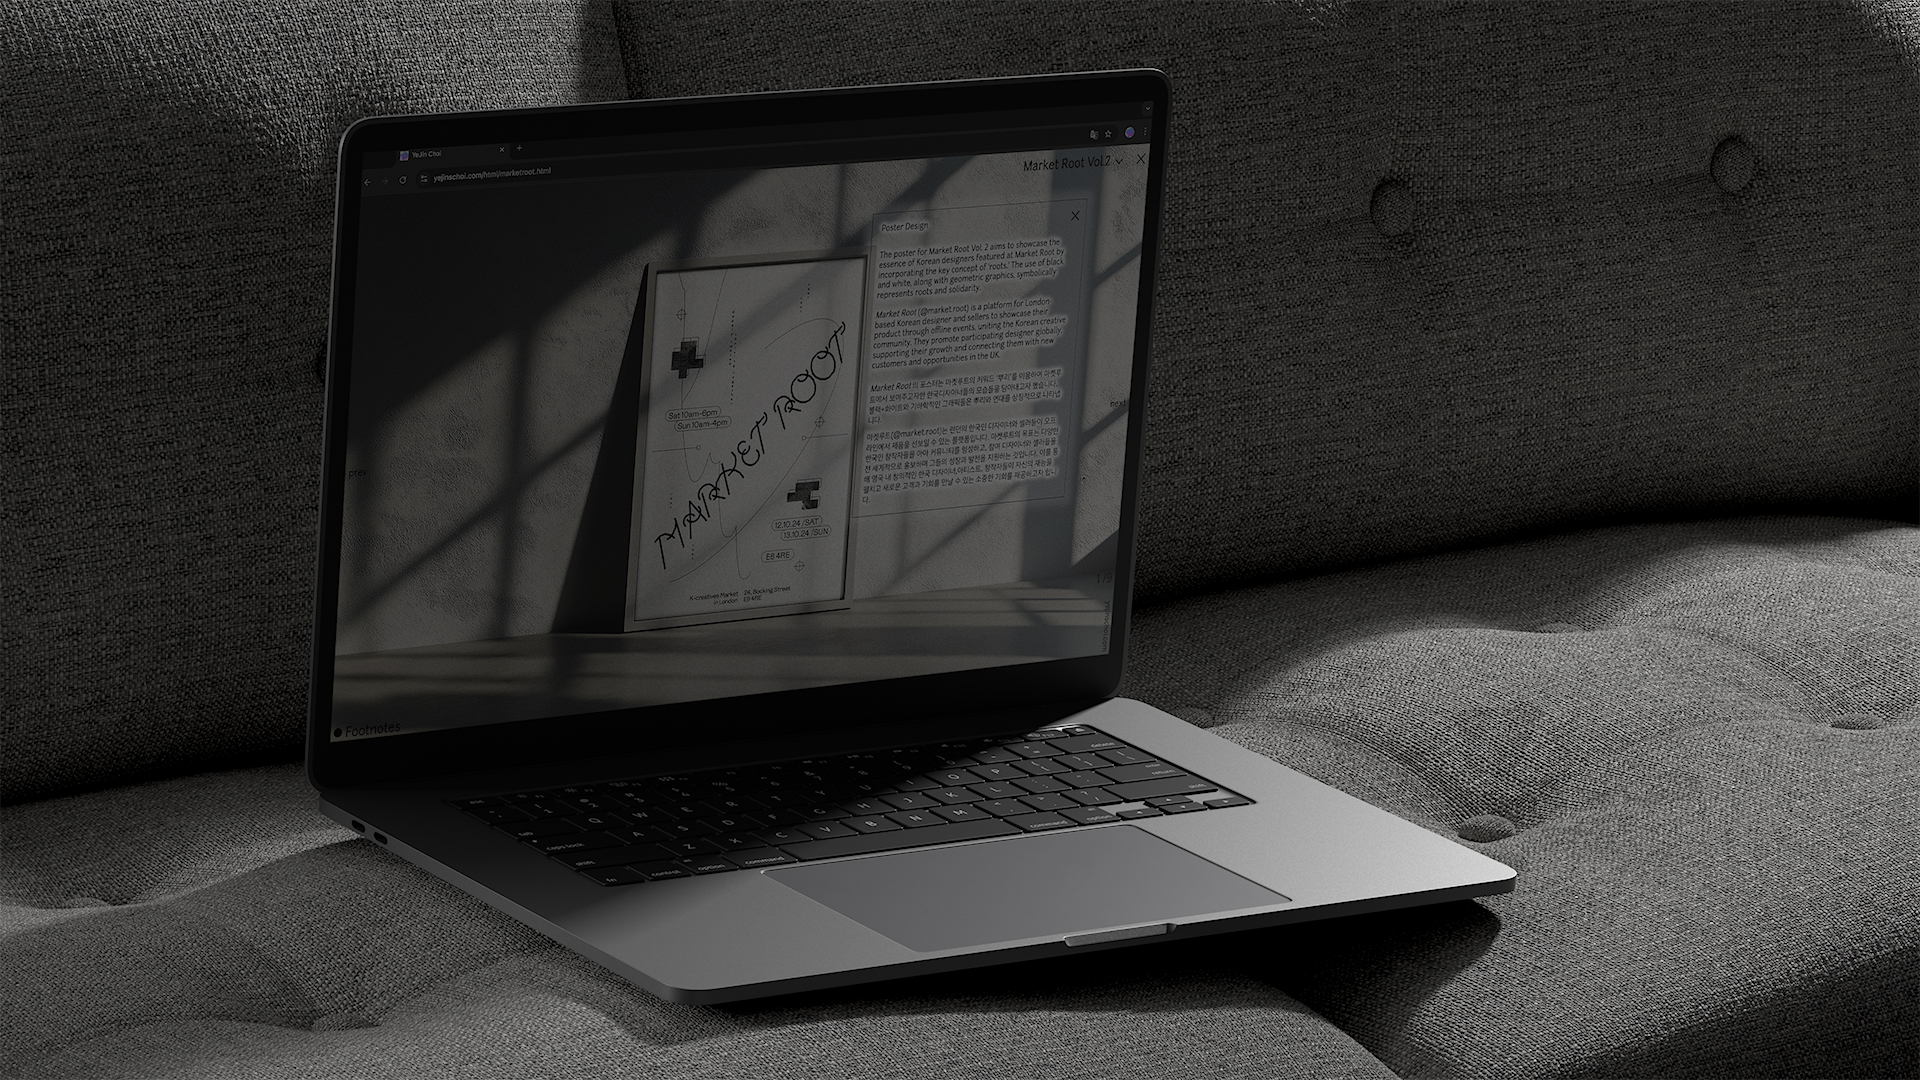 YeJin Choi
yejinschoi.com/html/marketroot.html
Market Root Vol.2
Poster Design
The poster for Market Root Vol. 2 aims to showcase the
essence of Korean designers featured at Market Root by
incorporating the key concept of 'roots.' The use of black
and white, along with geometric graphics, symbolically
represents roots and solidarity.
Market Root (@market.root) is a platform for London-
based Korean designer and sellers to showcase their
product through offline events, uniting the Korean creative
community. They promote participating designer globally,
supporting their growth and connecting them with new
customers and opportunities in the UK.
Market Root의 포스터는 마켓루트의 키워드 '뿌리'를 이용하여 마켓루
트에서 보여주고자한 한국디자이너들의 모습들을 담아내고자 했습니다.
블랙+화이트와 기하학적인 그래픽들은 뿌리와 연대를 상징적으로 나타냅
니다.
마켓루트(@market.root)는 런던의 한국인 디자이너와 셀러들이 오프
라인에서 제품을 선보일 수 있는 플랫폼입니다. 마켓루트의 목표는 다양한
한국인 창작자들을 모아 커뮤니티를 형성하고, 참여 디자이너와 셀러들을
전 세계적으로 홍보하며 그들의 성장과 발전을 지원하는 것입니다. 이를 통
해 영국 내 창의적인 한국 디자이너,아티스트, 창작자들이 자신의 재능을
펼치고 새로운 고객과 기회를 만날 수 있는 소중한 기회를 제공하고자 합니
다.
Sat 10am-6pm
Sun 10am-4pm
MARKET ROOT
12.10.24 /SAT
13.10.24 /SUN
E8 4RE
K-creatives Market
in London
24, Bocking Street
E8 4RE
prev
next
1 / 9
Footnotes
esc
delete
tab Q W E R T Y O P
return
caps lock A S D F G H J K L
shift Z X C V B N M shift
fn control option command command option